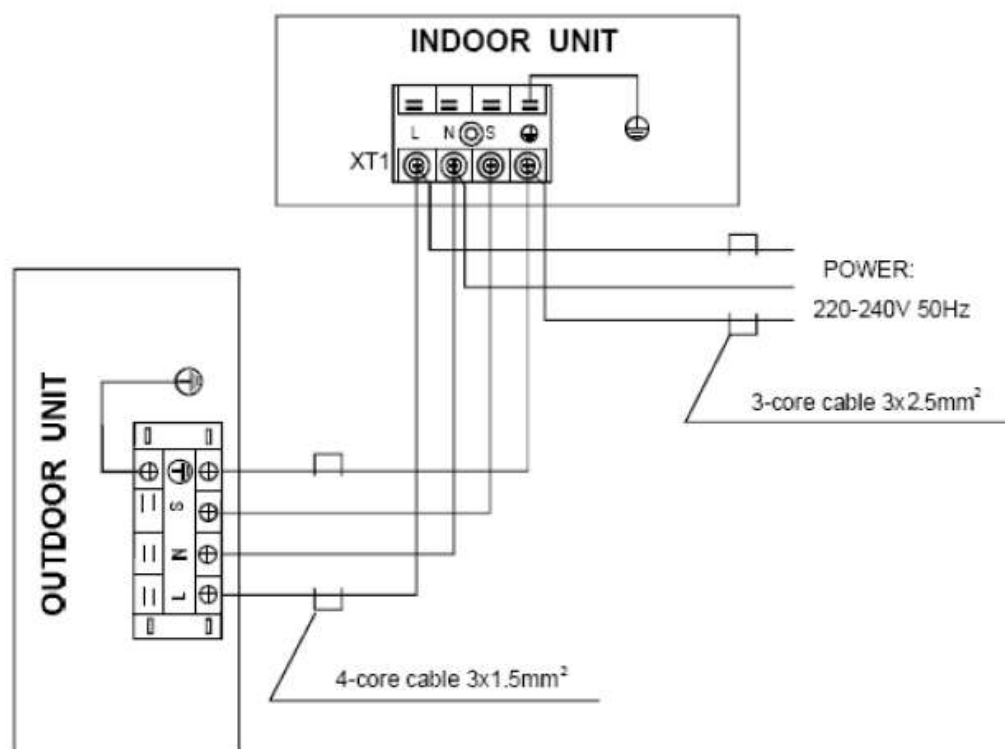 INDOOR UNIT
L N S
XT1
POWER:
220-240V 50Hz
3-core cable 3x2.5mm²
OUTDOOR UNIT
S
N
L
4-core cable 3x1.5mm²